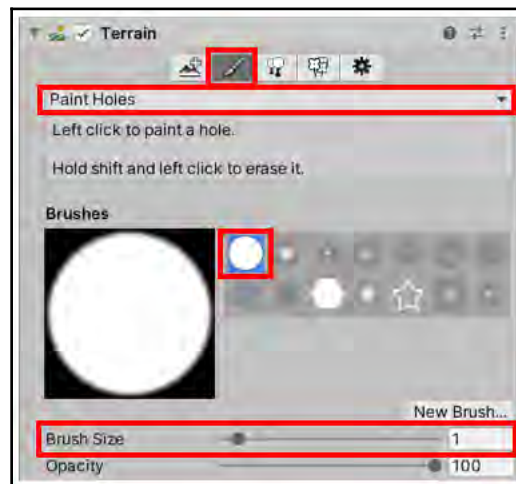 Terrain
Paint Holes
Left click to paint a hole.
Hold shift and left click to erase it.
Brushes
New Brush...
Brush Size 1
Opacity 100